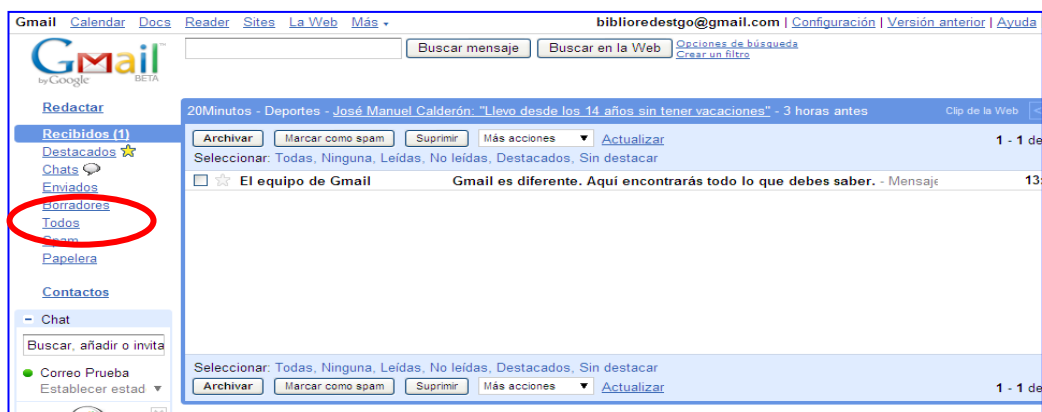 Gmail Calendar Docs Reader Sites La Web Más bibliore​destgo@gmail.com | Configuración | Versión anterior | Ayuda
Gmail
by Google BETA
Buscar mensaje Buscar en la Web Opciones de búsqueda
Crear un filtro
Redactar
20Minutos - Deportes - José Manuel Calderón: "Llevo desde los 14 años sin tener vacaciones" - 3 horas antes Clip de la Web <
Recibidos (1)
Archivar Marcar como spam Suprimir Más acciones Actualizar 1 - 1 de
Destacados
Seleccionar: Todas, Ninguna, Leídas, No leídas, Destacados, Sin destacar
Chats
Enviados
El equipo de Gmail Gmail es diferente. Aquí encontrarás todo lo que debes saber. - Mensaje 13:
Borradores
Todos
Spam
Papelera
Contactos
Chat
Buscar, añadir o invita
Correo Prueba
Establecer estad
Seleccionar: Todas, Ninguna, Leídas, No leídas, Destacados, Sin destacar
Archivar Marcar como spam Suprimir Más acciones Actualizar 1 - 1 de